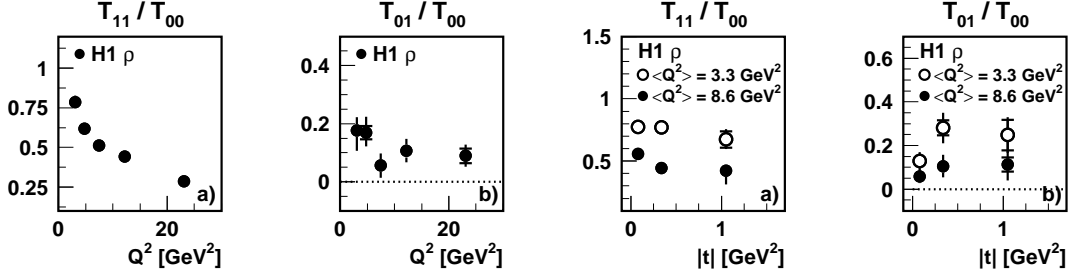 T11 / T00
H1 ρ
1
0.75
0.5
0.25
a)
0
20
Q² [GeV²]
T01 / T00
H1 ρ
0.4
0.2
0
b)
0
20
Q² [GeV²]
T11 / T00
H1 ρ
<Q²> = 3.3 GeV²
<Q²> = 8.6 GeV²
1.5
1
0.5
a)
0
1
|t| [GeV²]
T01 / T00
H1 ρ
<Q²> = 3.3 GeV²
<Q²> = 8.6 GeV²
0.6
0.4
0.2
0
b)
0
1
|t| [GeV²]